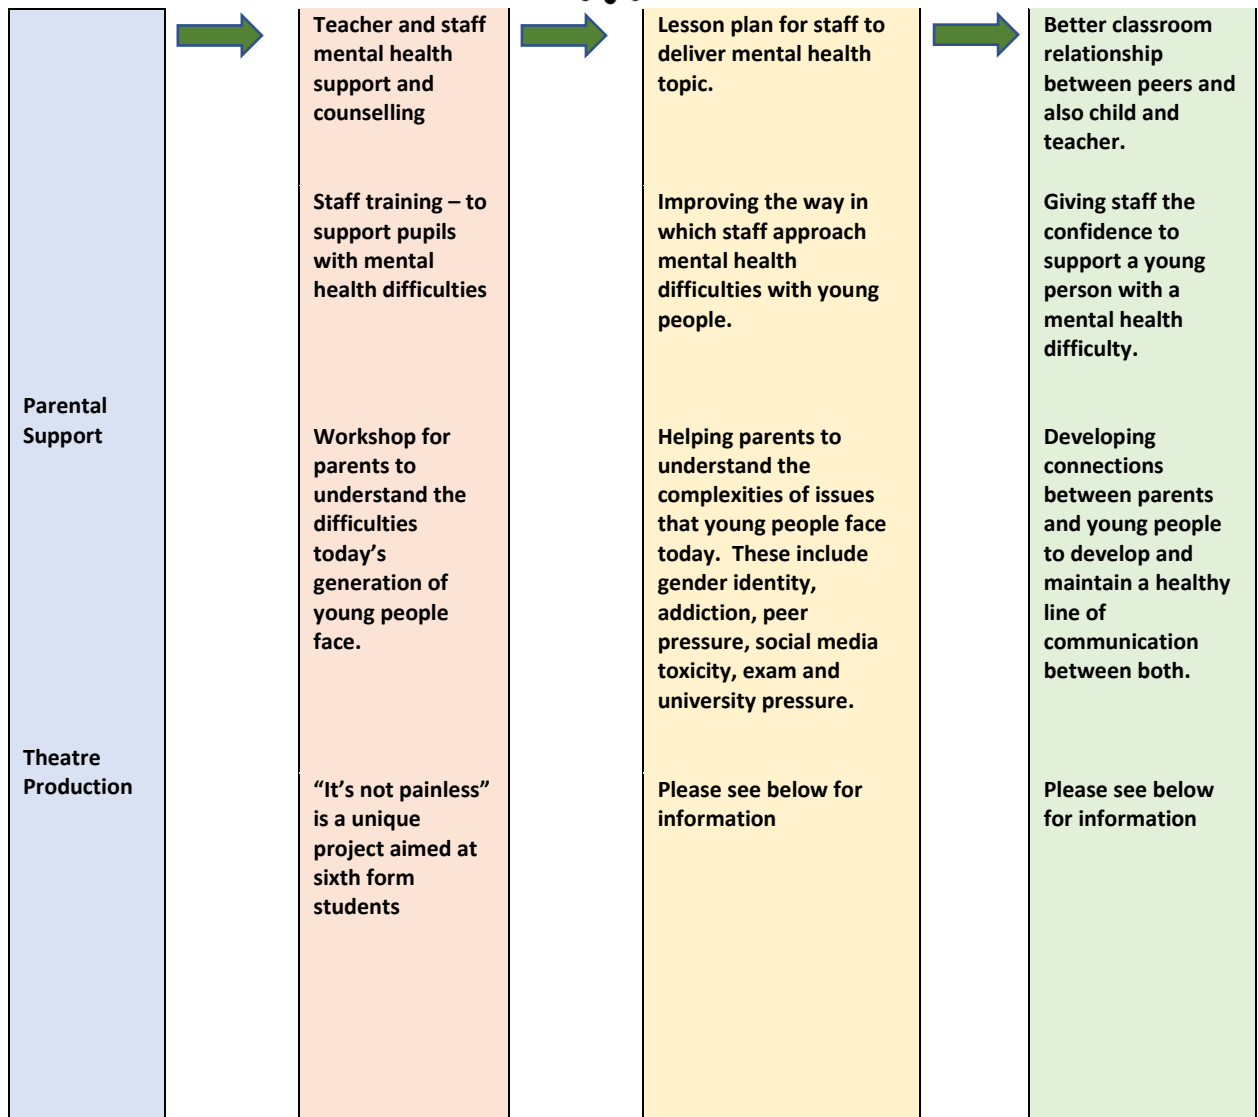 Teacher and staff
mental health
support and
counselling
Lesson plan for staff to
deliver mental health
topic.
Better classroom
relationship
between peers and
also child and
teacher.
Staff training – to
support pupils
with mental
health difficulties
Improving the way in
which staff approach
mental health
difficulties with young
people.
Giving staff the
confidence to
support a young
person with a
mental health
difficulty.
Parental
Support
Workshop for
parents to
understand the
difficulties
today’s
generation of
young people
face.
Helping parents to
understand the
complexities of issues
that young people face
today.  These include
gender identity,
addiction, peer
pressure, social media
toxicity, exam and
university pressure.
Developing
connections
between parents
and young people
to develop and
maintain a healthy
line of
communication
between both.
Theatre
Production
“It’s not painless”
is a unique
project aimed at
sixth form
students
Please see below for
information
Please see below
for information